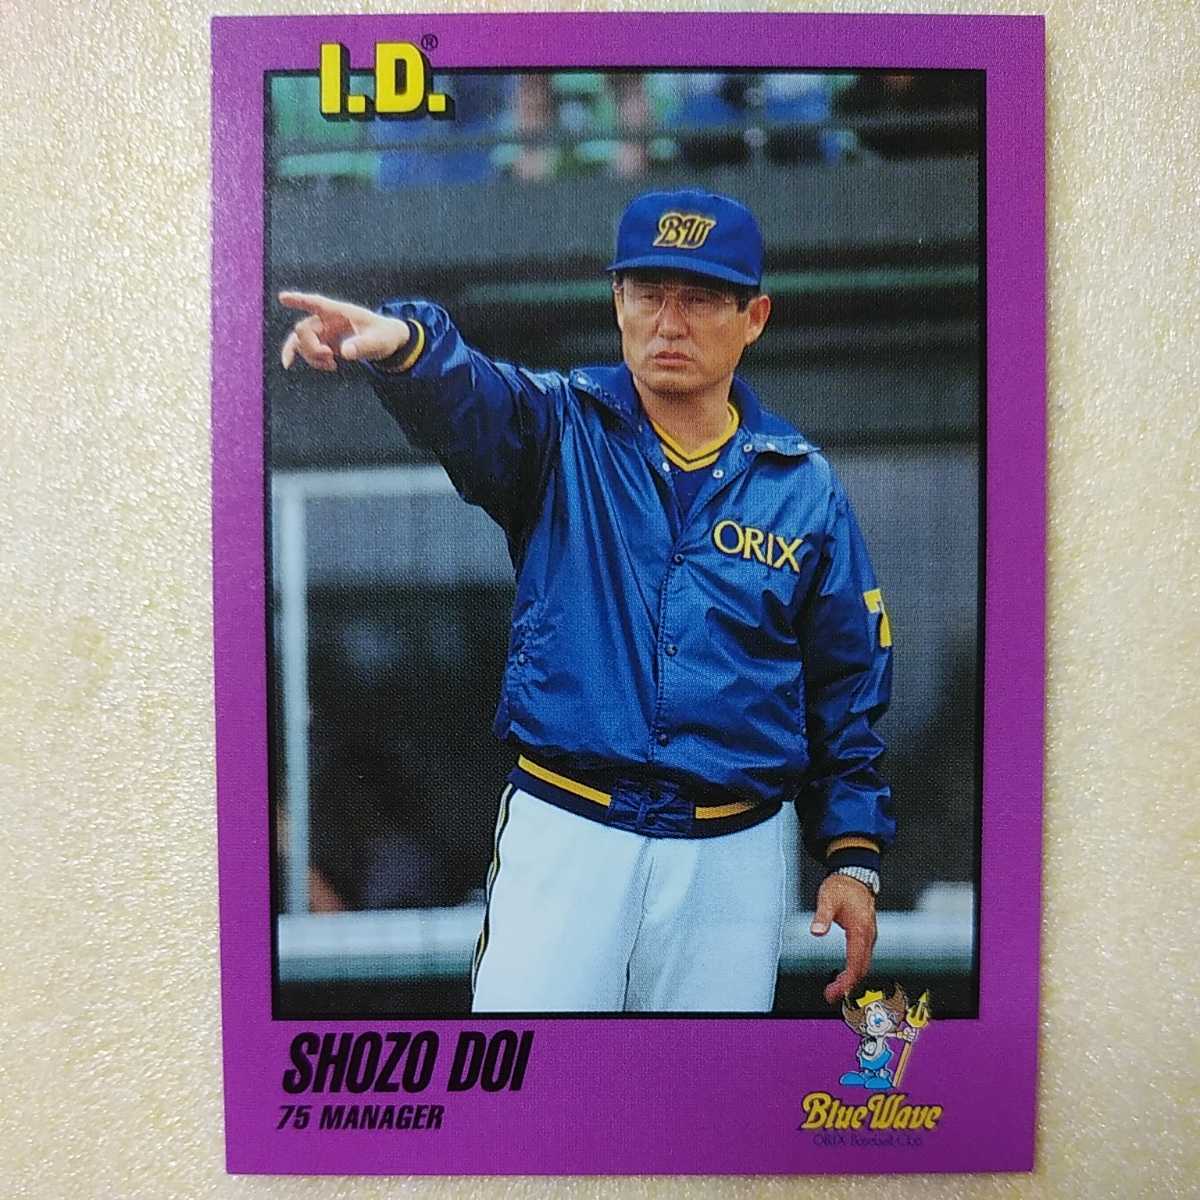 I.D.®
BW
ORIX
7
SHOZO DOI
75 MANAGER
Blue Wave
ORIX Baseball Club